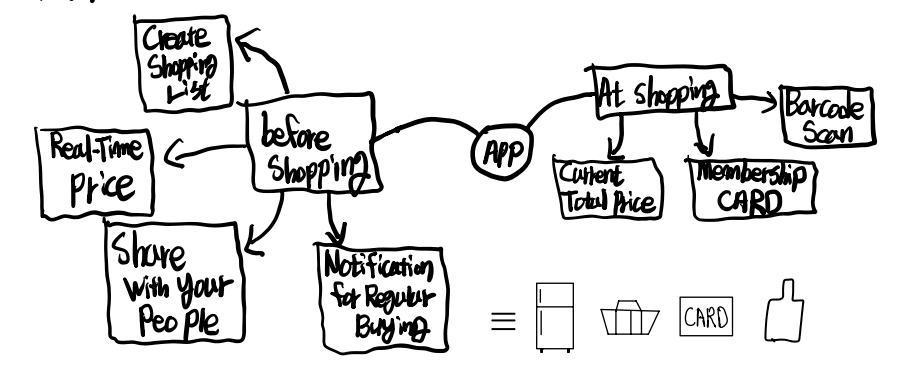 Create
Shopping
List
Real-Time
Price
before
Shopping
Share
With Your
People
Notification
for Regular
Buying
APP
At shopping
Barcode
Scan
Current
Total Price
Membership
CARD
CARD